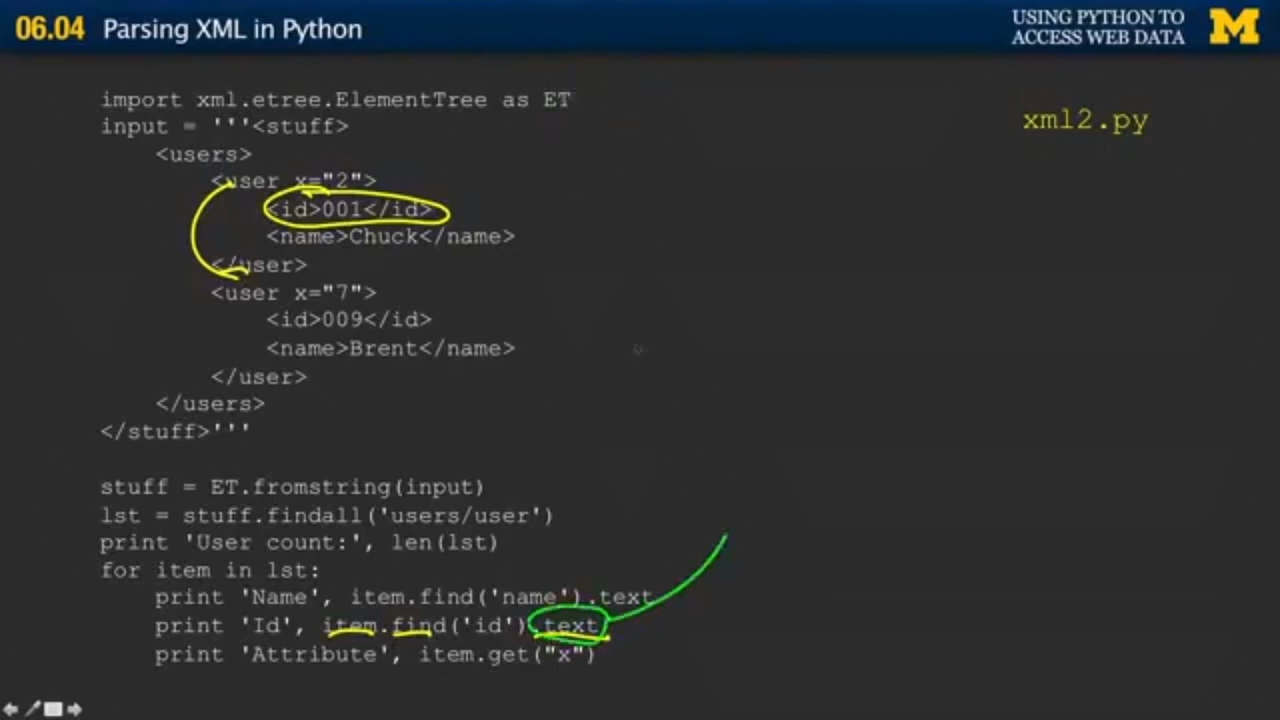 06.04 Parsing XML in Python
USING PYTHON TO
ACCESS WEB DATA
M
xml2.py
import xml.etree.ElementTree as ET
input = '''<stuff>
    <users>
        <user x="2">
            <id>001</id>
            <name>Chuck</name>
        </user>
        <user x="7">
            <id>009</id>
            <name>Brent</name>
        </user>
    </users>
</stuff>'''
stuff = ET.fromstring(input)
lst = stuff.findall('users/user')
print 'User count:', len(lst)
for item in lst:
    print 'Name', item.find('name').text
    print 'Id', item.find('id').text
    print 'Attribute', item.get("x")